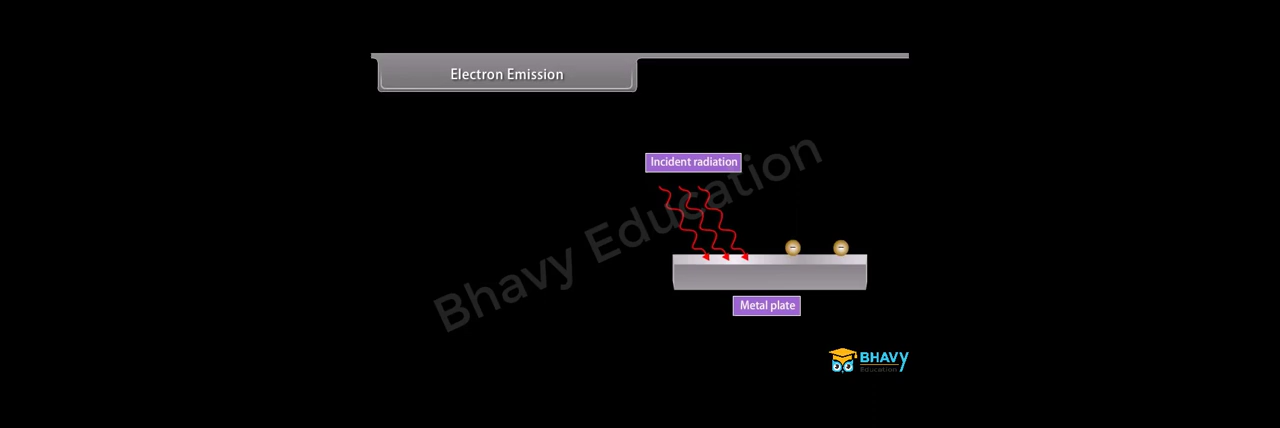 Electron Emission
Incident radiation
Bhavy Education
Metal plate
BHAVY
Education